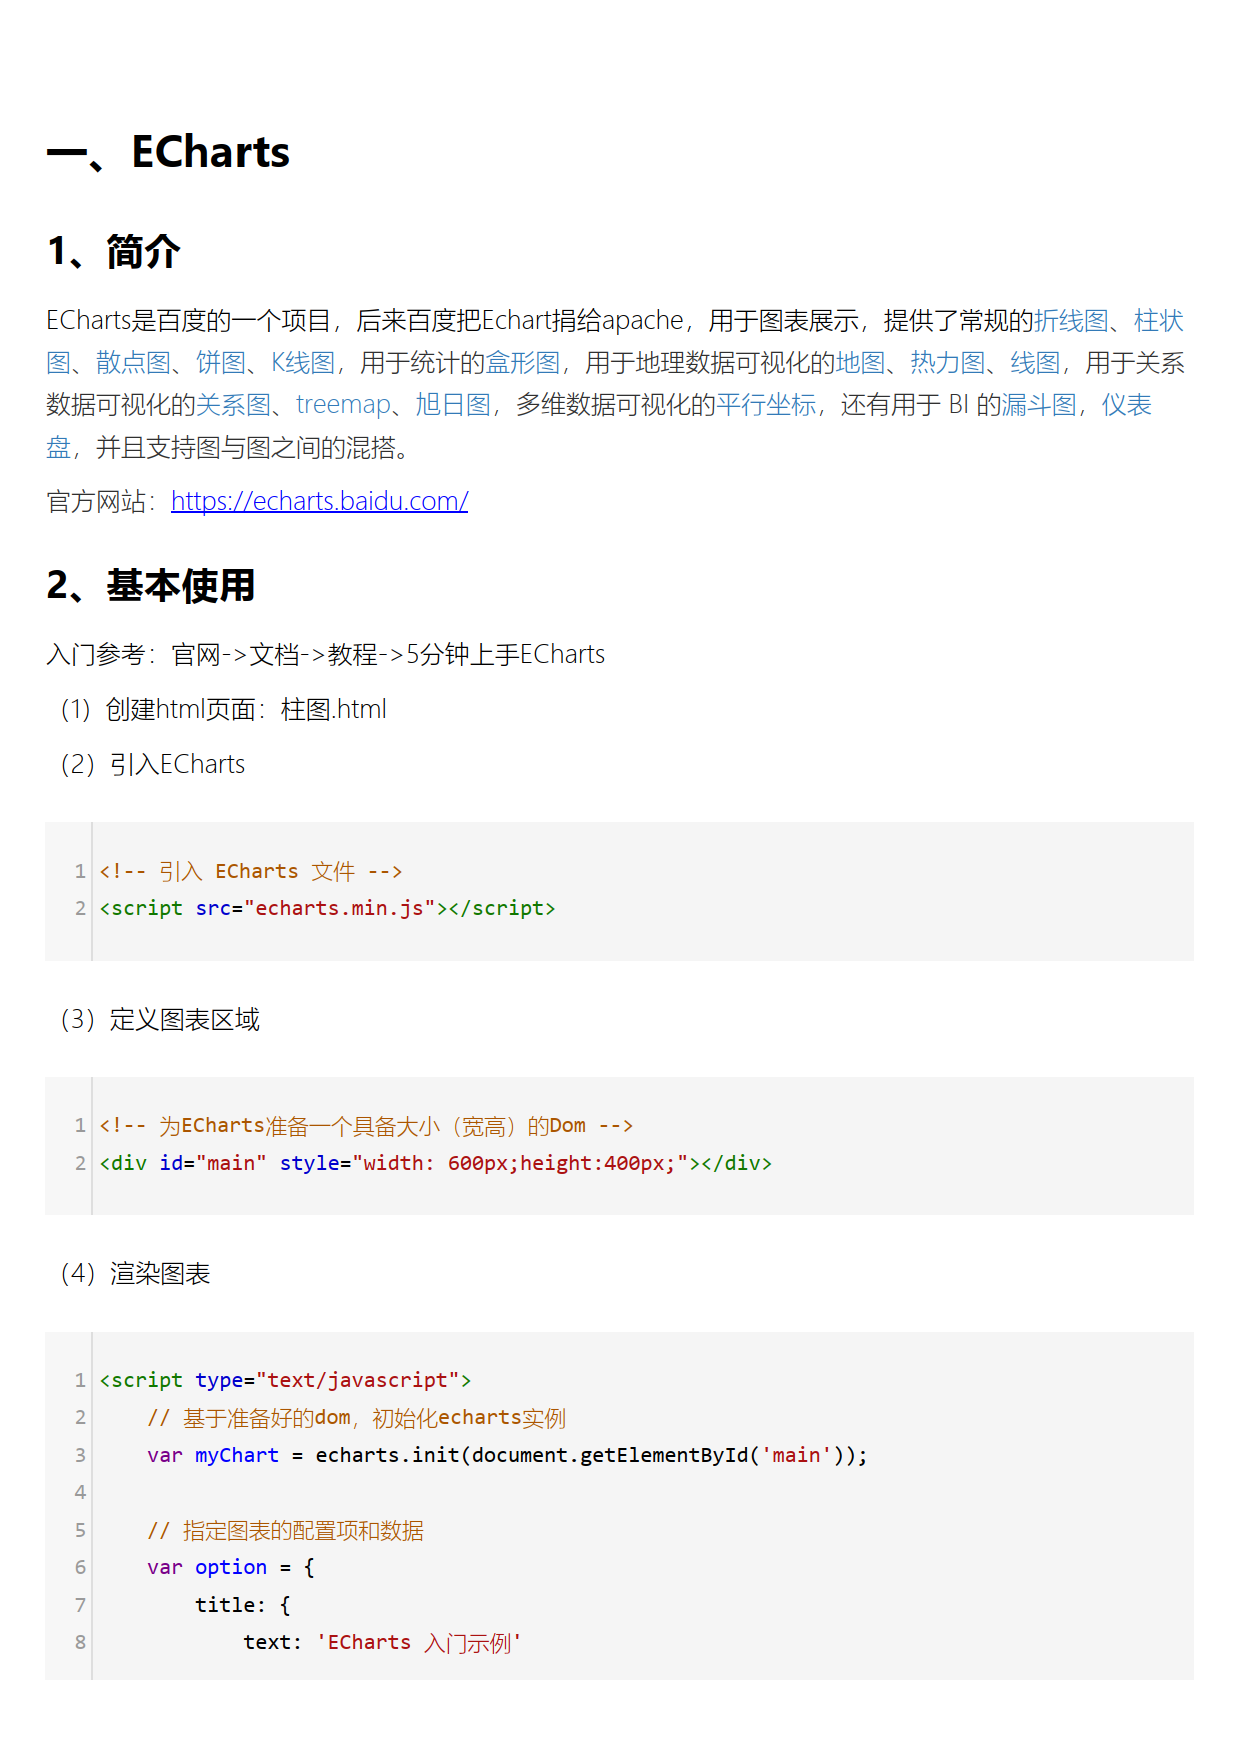 一、ECharts
1、简介
ECharts是百度的一个项目，后来百度把Echart捐给apache，用于图表展示，提供了常规的折线图、柱状
图、散点图、饼图、K线图，用于统计的盒形图，用于地理数据可视化的地图、热力图、线图，用于关系
数据可视化的关系图、treemap、旭日图，多维数据可视化的平行坐标，还有用于 BI 的漏斗图，仪表
盘，并且支持图与图之间的混搭。
官方网站：https://echarts.baidu.com/
2、基本使用
入门参考：官网->文档->教程->5分钟上手ECharts
（1）创建html页面：柱图.html
（2）引入ECharts
1 <!-- 引入 ECharts 文件 -->
2 <script src="echarts.min.js"></script>
（3）定义图表区域
1 <!-- 为ECharts准备一个具备大小（宽高）的Dom -->
2 <div id="main" style="width: 600px;height:400px;"></div>
（4）渲染图表
1 <script type="text/javascript">
2     // 基于准备好的dom，初始化echarts实例
3     var myChart = echarts.init(document.getElementById('main'));
4
5     // 指定图表的配置项和数据
6     var option = {
7         title: {
8             text: 'ECharts 入门示例'